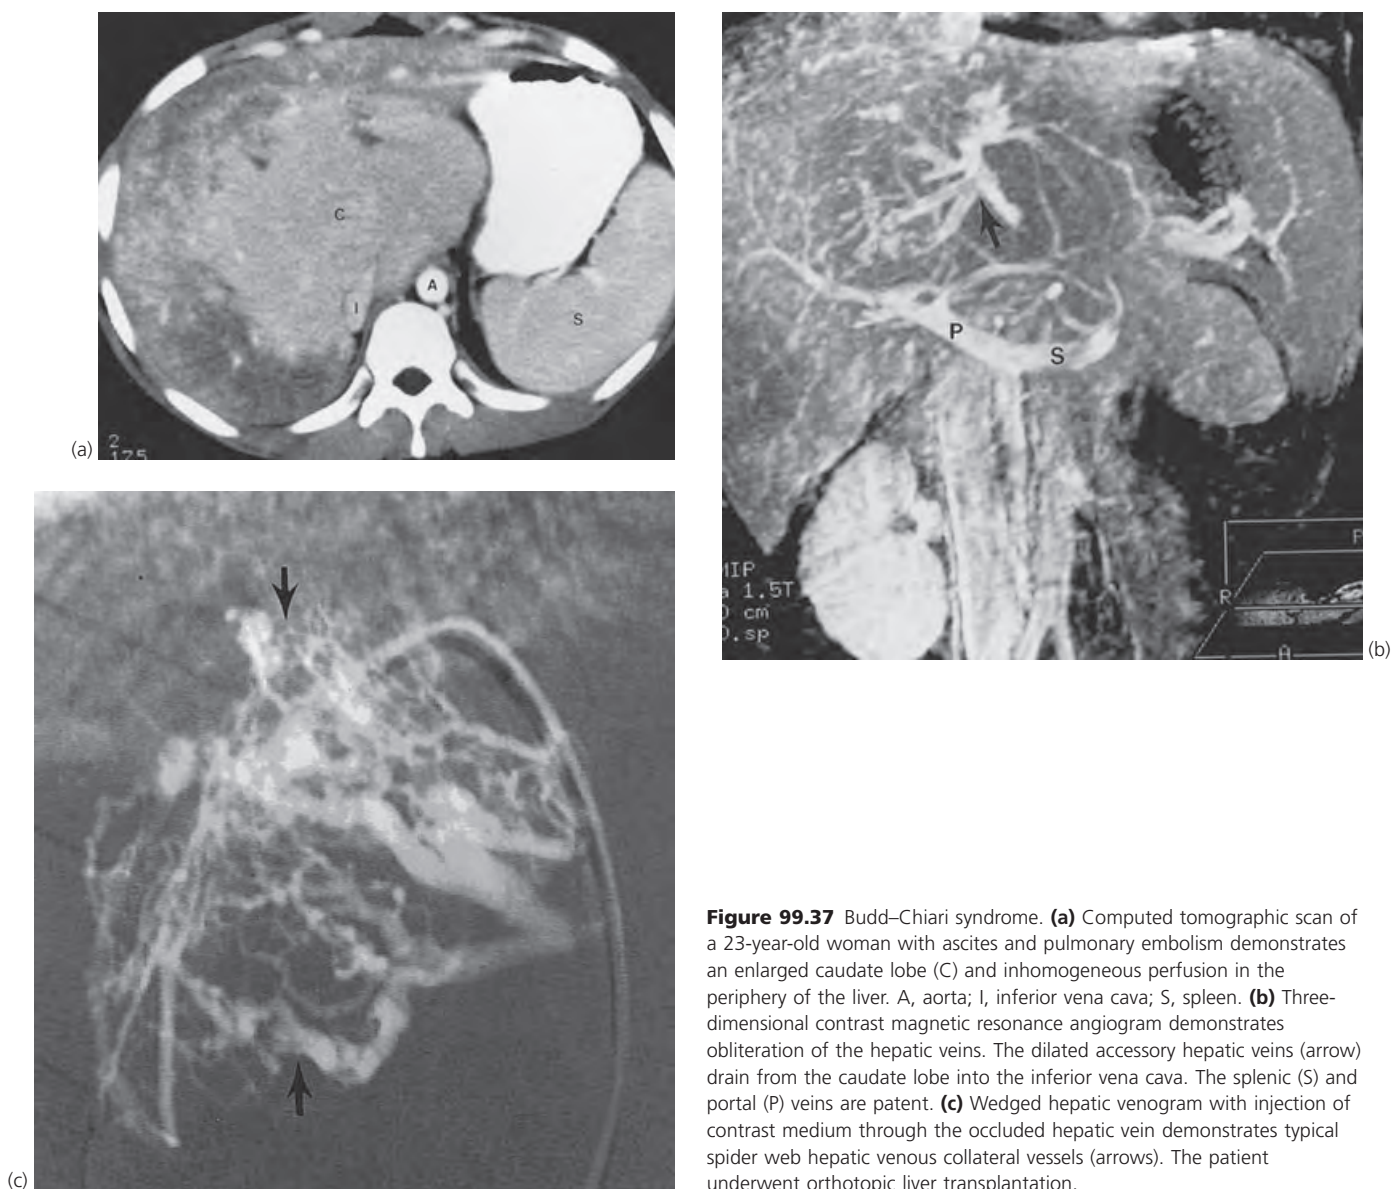 C
I
A
S
2
175
(a)
P
S
MIP
a 1.5T
0 cm
0.sp
P
R
A
(b)
(c)
Figure 99.37 Budd–Chiari syndrome. (a) Computed tomographic scan of
a 23-year-old woman with ascites and pulmonary embolism demonstrates
an enlarged caudate lobe (C) and inhomogeneous perfusion in the
periphery of the liver. A, aorta; I, inferior vena cava; S, spleen. (b) Three-
dimensional contrast magnetic resonance angiogram demonstrates
obliteration of the hepatic veins. The dilated accessory hepatic veins (arrow)
drain from the caudate lobe into the inferior vena cava. The splenic (S) and
portal (P) veins are patent. (c) Wedged hepatic venogram with injection of
contrast medium through the occluded hepatic vein demonstrates typical
spider web hepatic venous collateral vessels (arrows). The patient
underwent orthotopic liver transplantation.